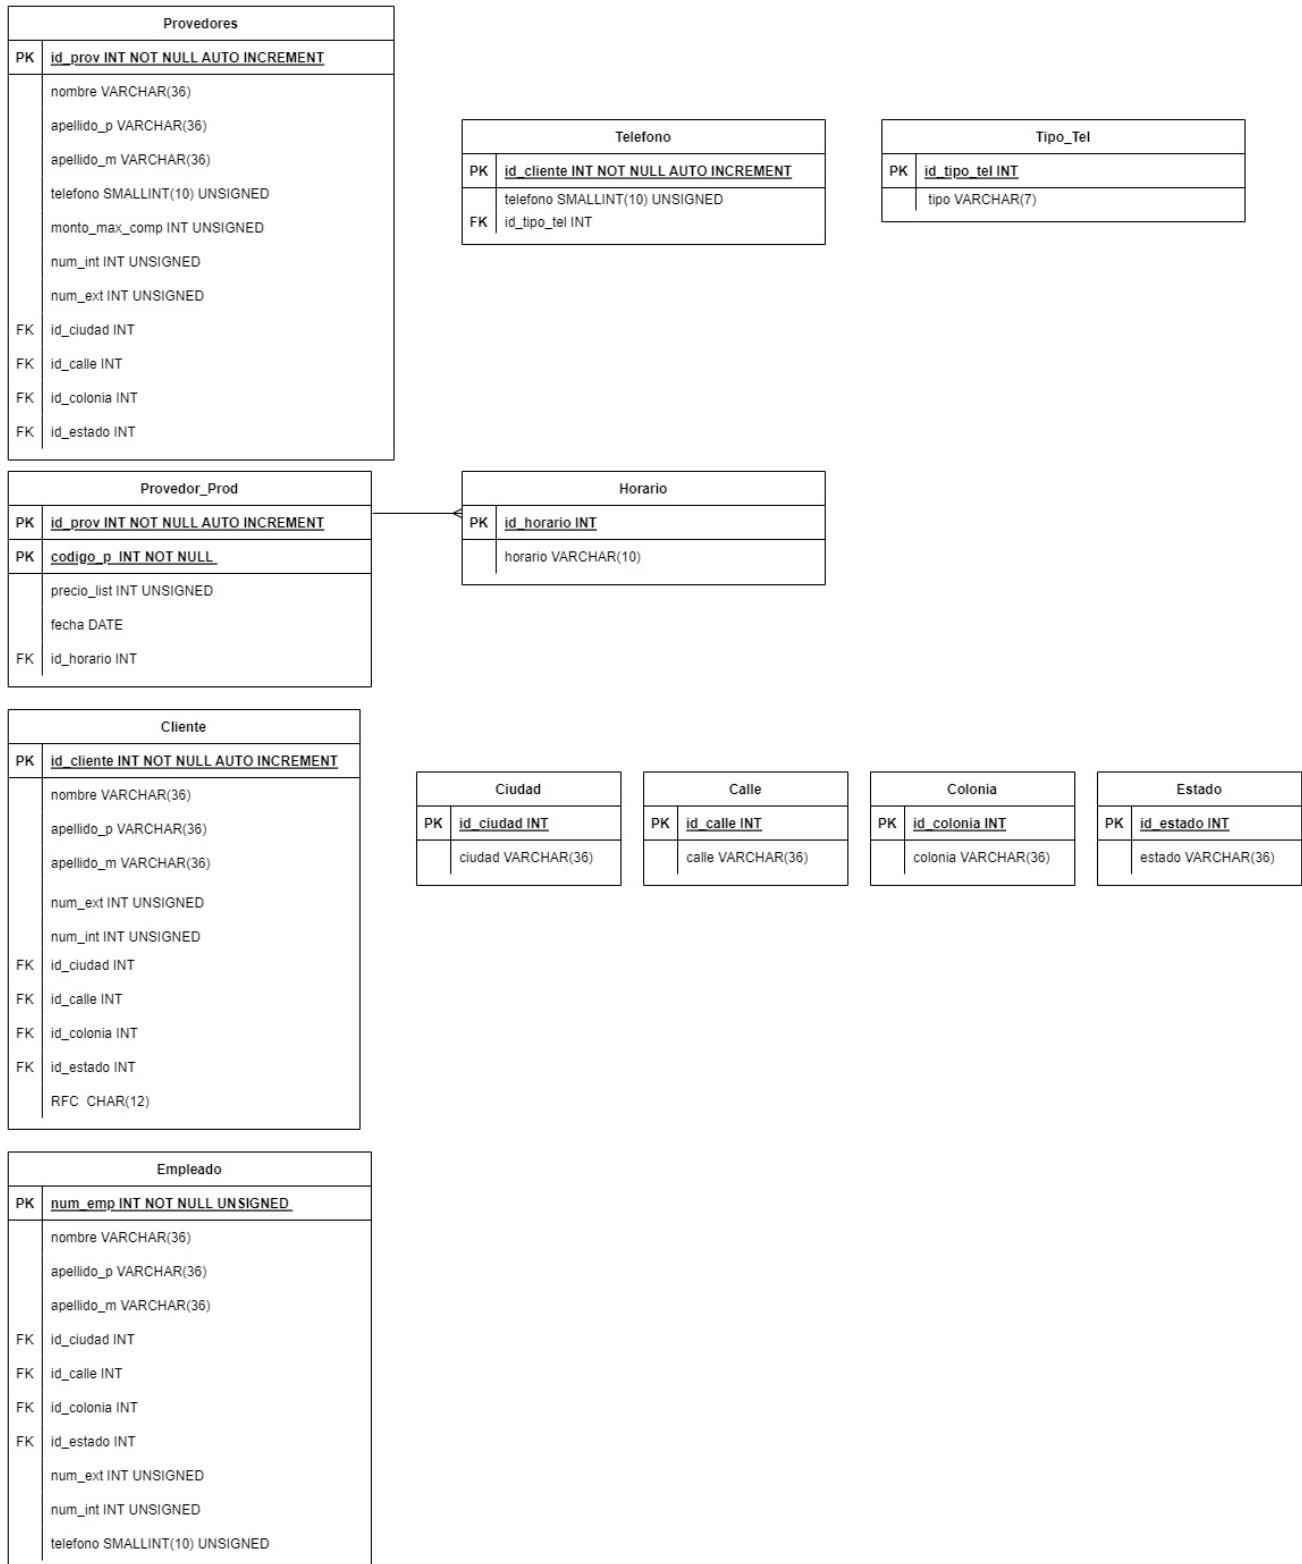 Provedores
PK id_prov INT NOT NULL AUTO INCREMENT
nombre VARCHAR(36)
apellido_p VARCHAR(36)
apellido_m VARCHAR(36)
telefono SMALLINT(10) UNSIGNED
monto_max_comp INT UNSIGNED
num_int INT UNSIGNED
num_ext INT UNSIGNED
FK id_ciudad INT
FK id_calle INT
FK id_colonia INT
FK id_estado INT
Telefono
PK id_cliente INT NOT NULL AUTO INCREMENT
telefono SMALLINT(10) UNSIGNED
FK id_tipo_tel INT
Tipo_Tel
PK id_tipo_tel INT
tipo VARCHAR(7)
Provedor_Prod
PK id_prov INT NOT NULL AUTO INCREMENT
PK codigo_p INT NOT NULL
precio_list INT UNSIGNED
fecha DATE
FK id_horario INT
Horario
PK id_horario INT
horario VARCHAR(10)
Cliente
PK id_cliente INT NOT NULL AUTO INCREMENT
nombre VARCHAR(36)
apellido_p VARCHAR(36)
apellido_m VARCHAR(36)
num_ext INT UNSIGNED
num_int INT UNSIGNED
FK id_ciudad INT
FK id_calle INT
FK id_colonia INT
FK id_estado INT
RFC CHAR(12)
Ciudad
PK id_ciudad INT
ciudad VARCHAR(36)
Calle
PK id_calle INT
calle VARCHAR(36)
Colonia
PK id_colonia INT
colonia VARCHAR(36)
Estado
PK id_estado INT
estado VARCHAR(36)
Empleado
PK num_emp INT NOT NULL UNSIGNED
nombre VARCHAR(36)
apellido_p VARCHAR(36)
apellido_m VARCHAR(36)
FK id_ciudad INT
FK id_calle INT
FK id_colonia INT
FK id_estado INT
num_ext INT UNSIGNED
num_int INT UNSIGNED
telefono SMALLINT(10) UNSIGNED